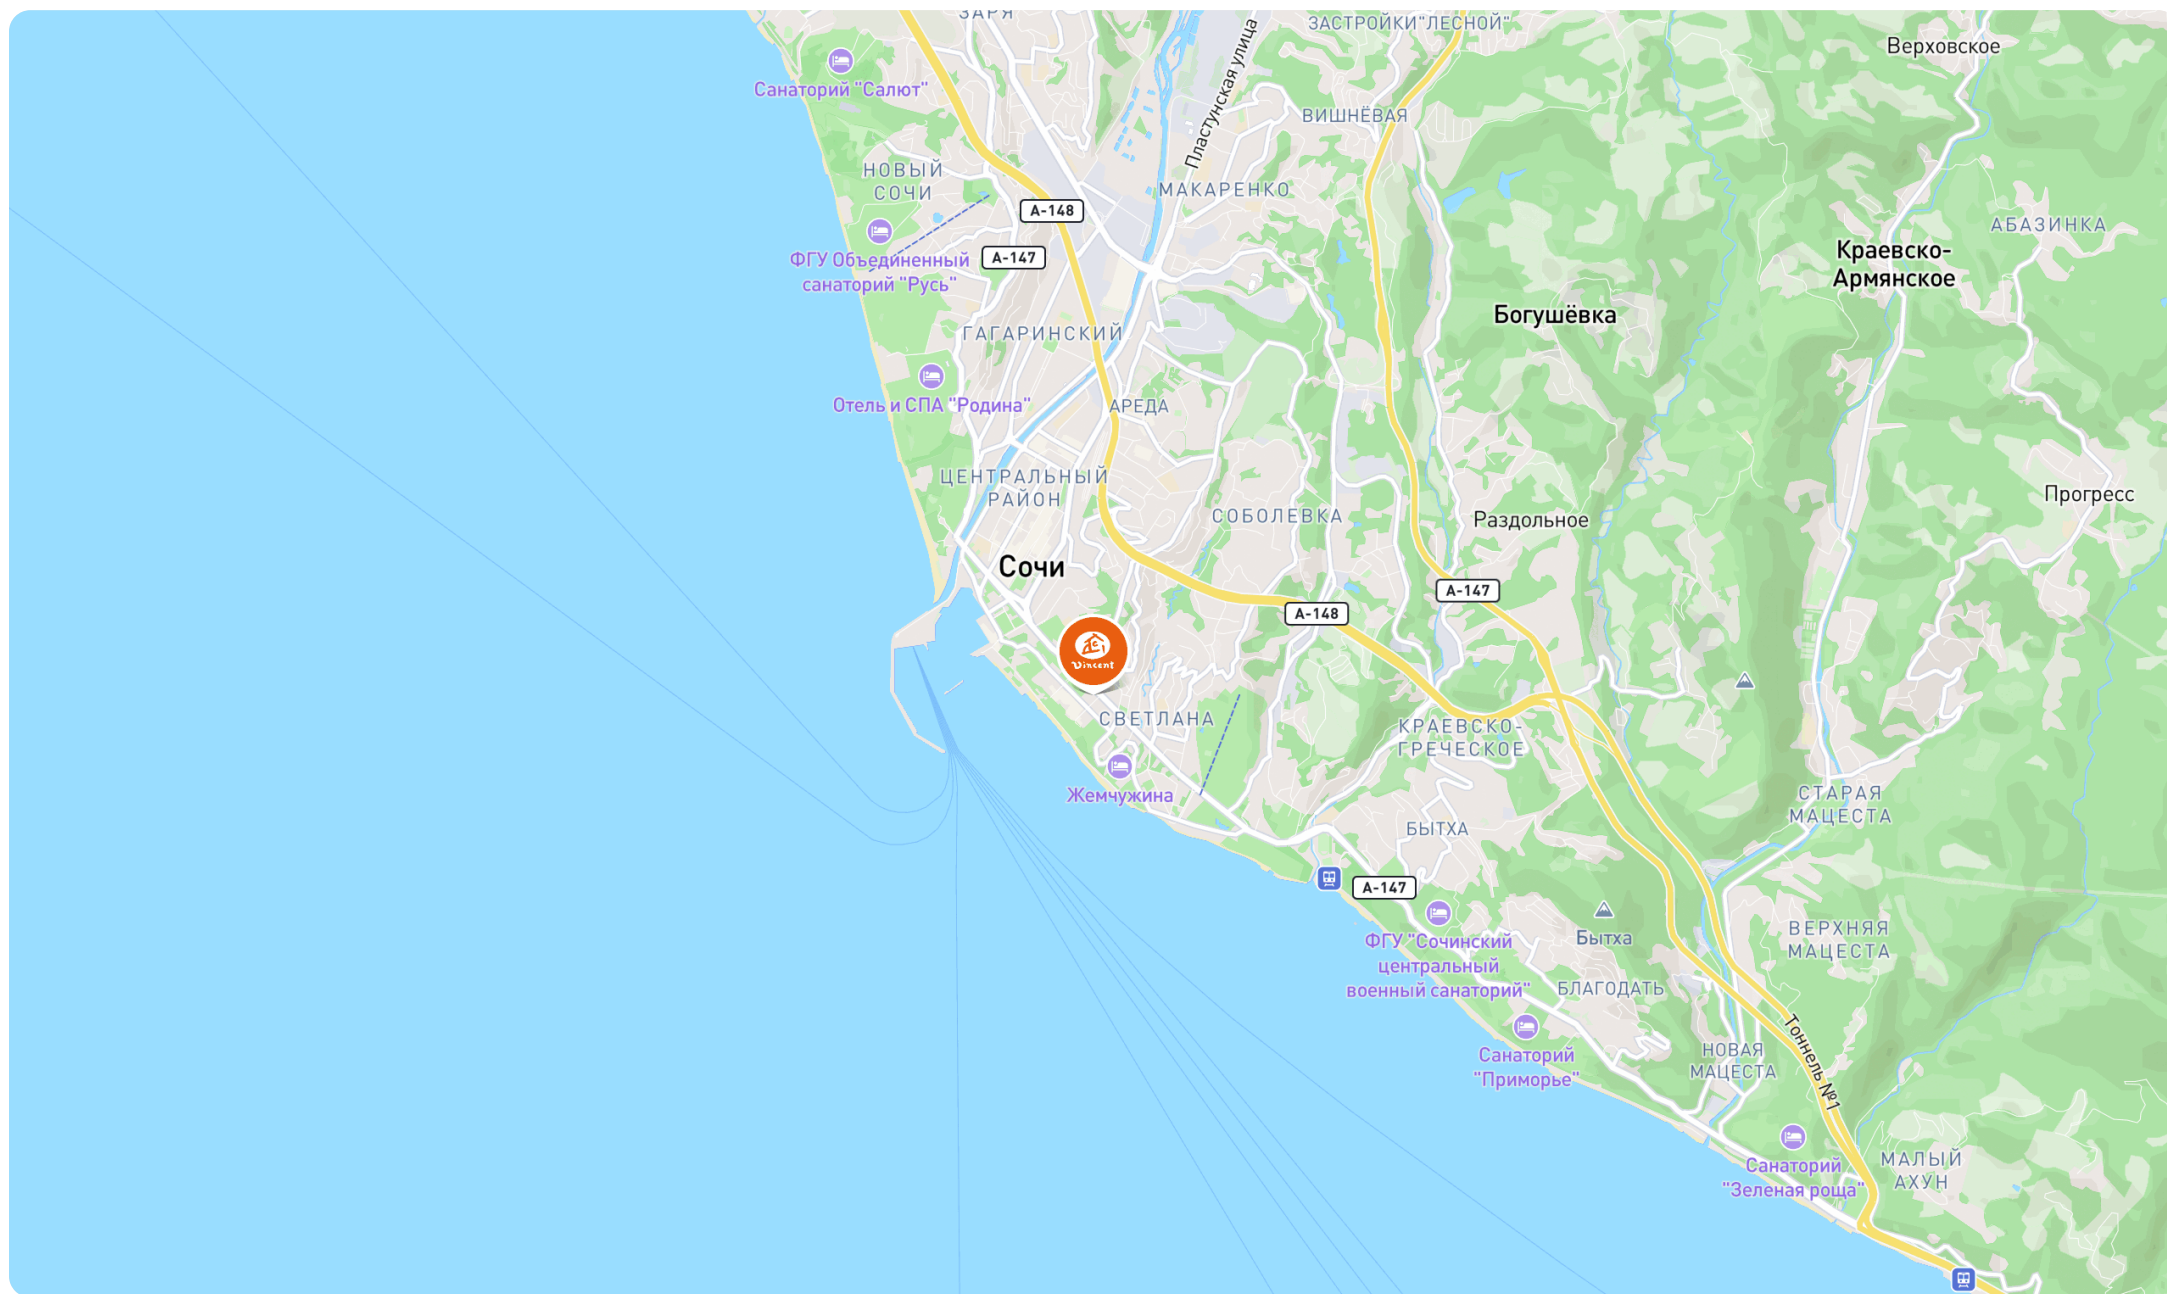 ЗАРЯ
ЗАСТРОЙКИ"ЛЕСНОЙ"
Верховское
Санаторий "Салют"
Пластунская улица
ВИШНЁВАЯ
НОВЫЙ
СОЧИ
МАКАРЕНКО
А-148
АБАЗИНКА
А-147
ФГУ Объединенный
санаторий "Русь"
Краевско-
Армянское
Богушёвка
ГАГАРИНСКИЙ
Отель и СПА "Родина"
АРЕДА
ЦЕНТРАЛЬНЫЙ
РАЙОН
Прогресс
СОБОЛЕВКА
Раздольное
Сочи
А-147
А-148
Vincent
СВЕТЛАНА
КРАЕВСКО-
ГРЕЧЕСКОЕ
Жемчужина
СТАРАЯ
МАЦЕСТА
БЫТХА
А-147
ФГУ "Сочинский
центральный
военный санаторий"
Бытха
ВЕРХНЯЯ
МАЦЕСТА
БЛАГОДАТЬ
Санаторий
"Приморье"
НОВАЯ
МАЦЕСТА
Тоннель №1
Санаторий
"Зеленая роща"
МАЛЫЙ
АХУН